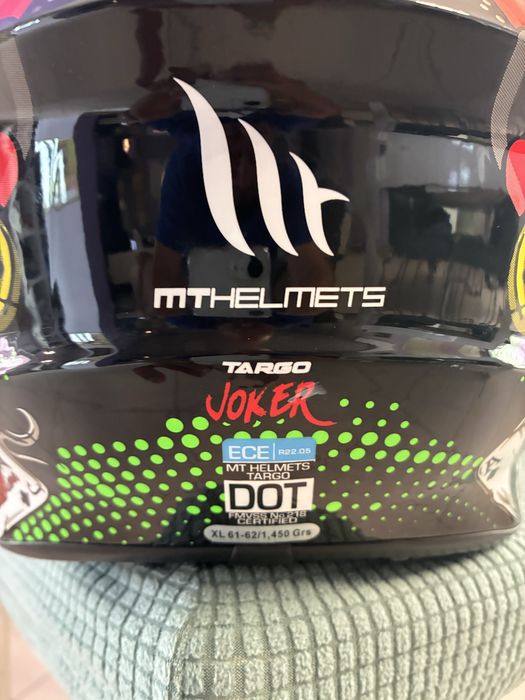 MTHELMETS
TARGO
JOKER
ECE R22.05
MT HELMETS
TARGO
DOT
FMVSS No.218
CERTIFIED
XL 61-62/1,450 Grs